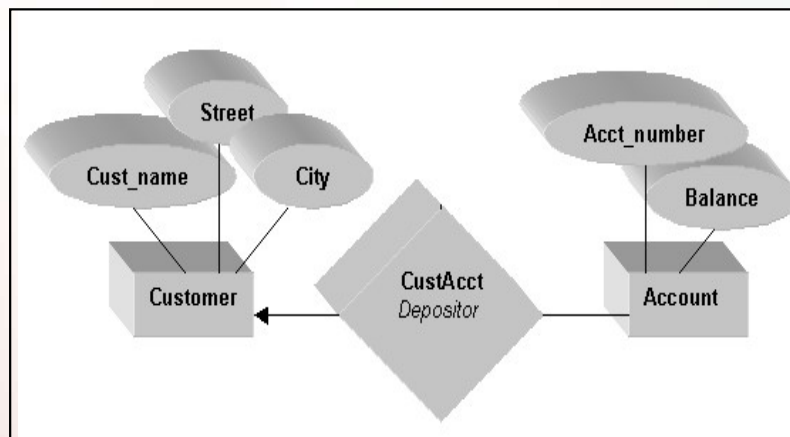 Street
Acct_number
Cust_name
City
Balance
CustAcct
Depositor
Customer
Account